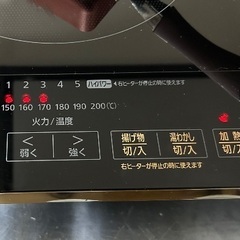 1 2 3 4 5 ハイパワー ◀右ヒーターが停止の時に使えます
150 160 170 180 190 200(℃)
火力/温度
< >
弱く 強く
揚げ物 湯わかし 加熱
切/入 切/入 切/入
右ヒーターが停止の時に使えます